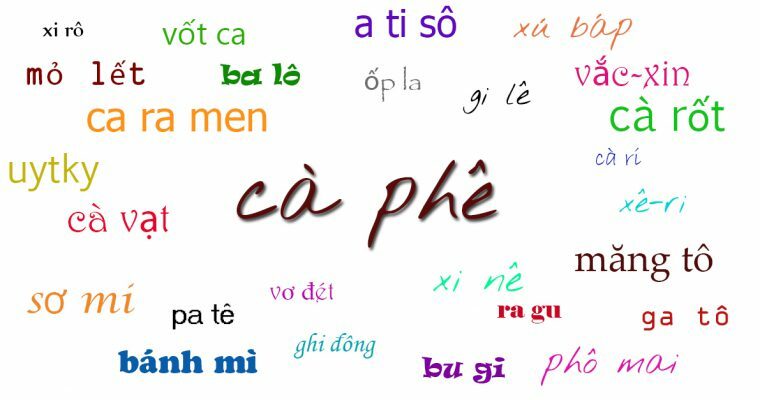 xi rô
vốt ca
a ti sô
xú báp
mỏ lết
ba lô
ốp la
gi lê
vắc-xin
ca ra men
cà rốt
uytky
cà phê
cà rí
cà vạt
xê-ri
măng tô
sơ mí
pa tê
vơ đét
xi nê
ra gu
ga tô
bánh mì
ghi đông
bu gi
phô mai